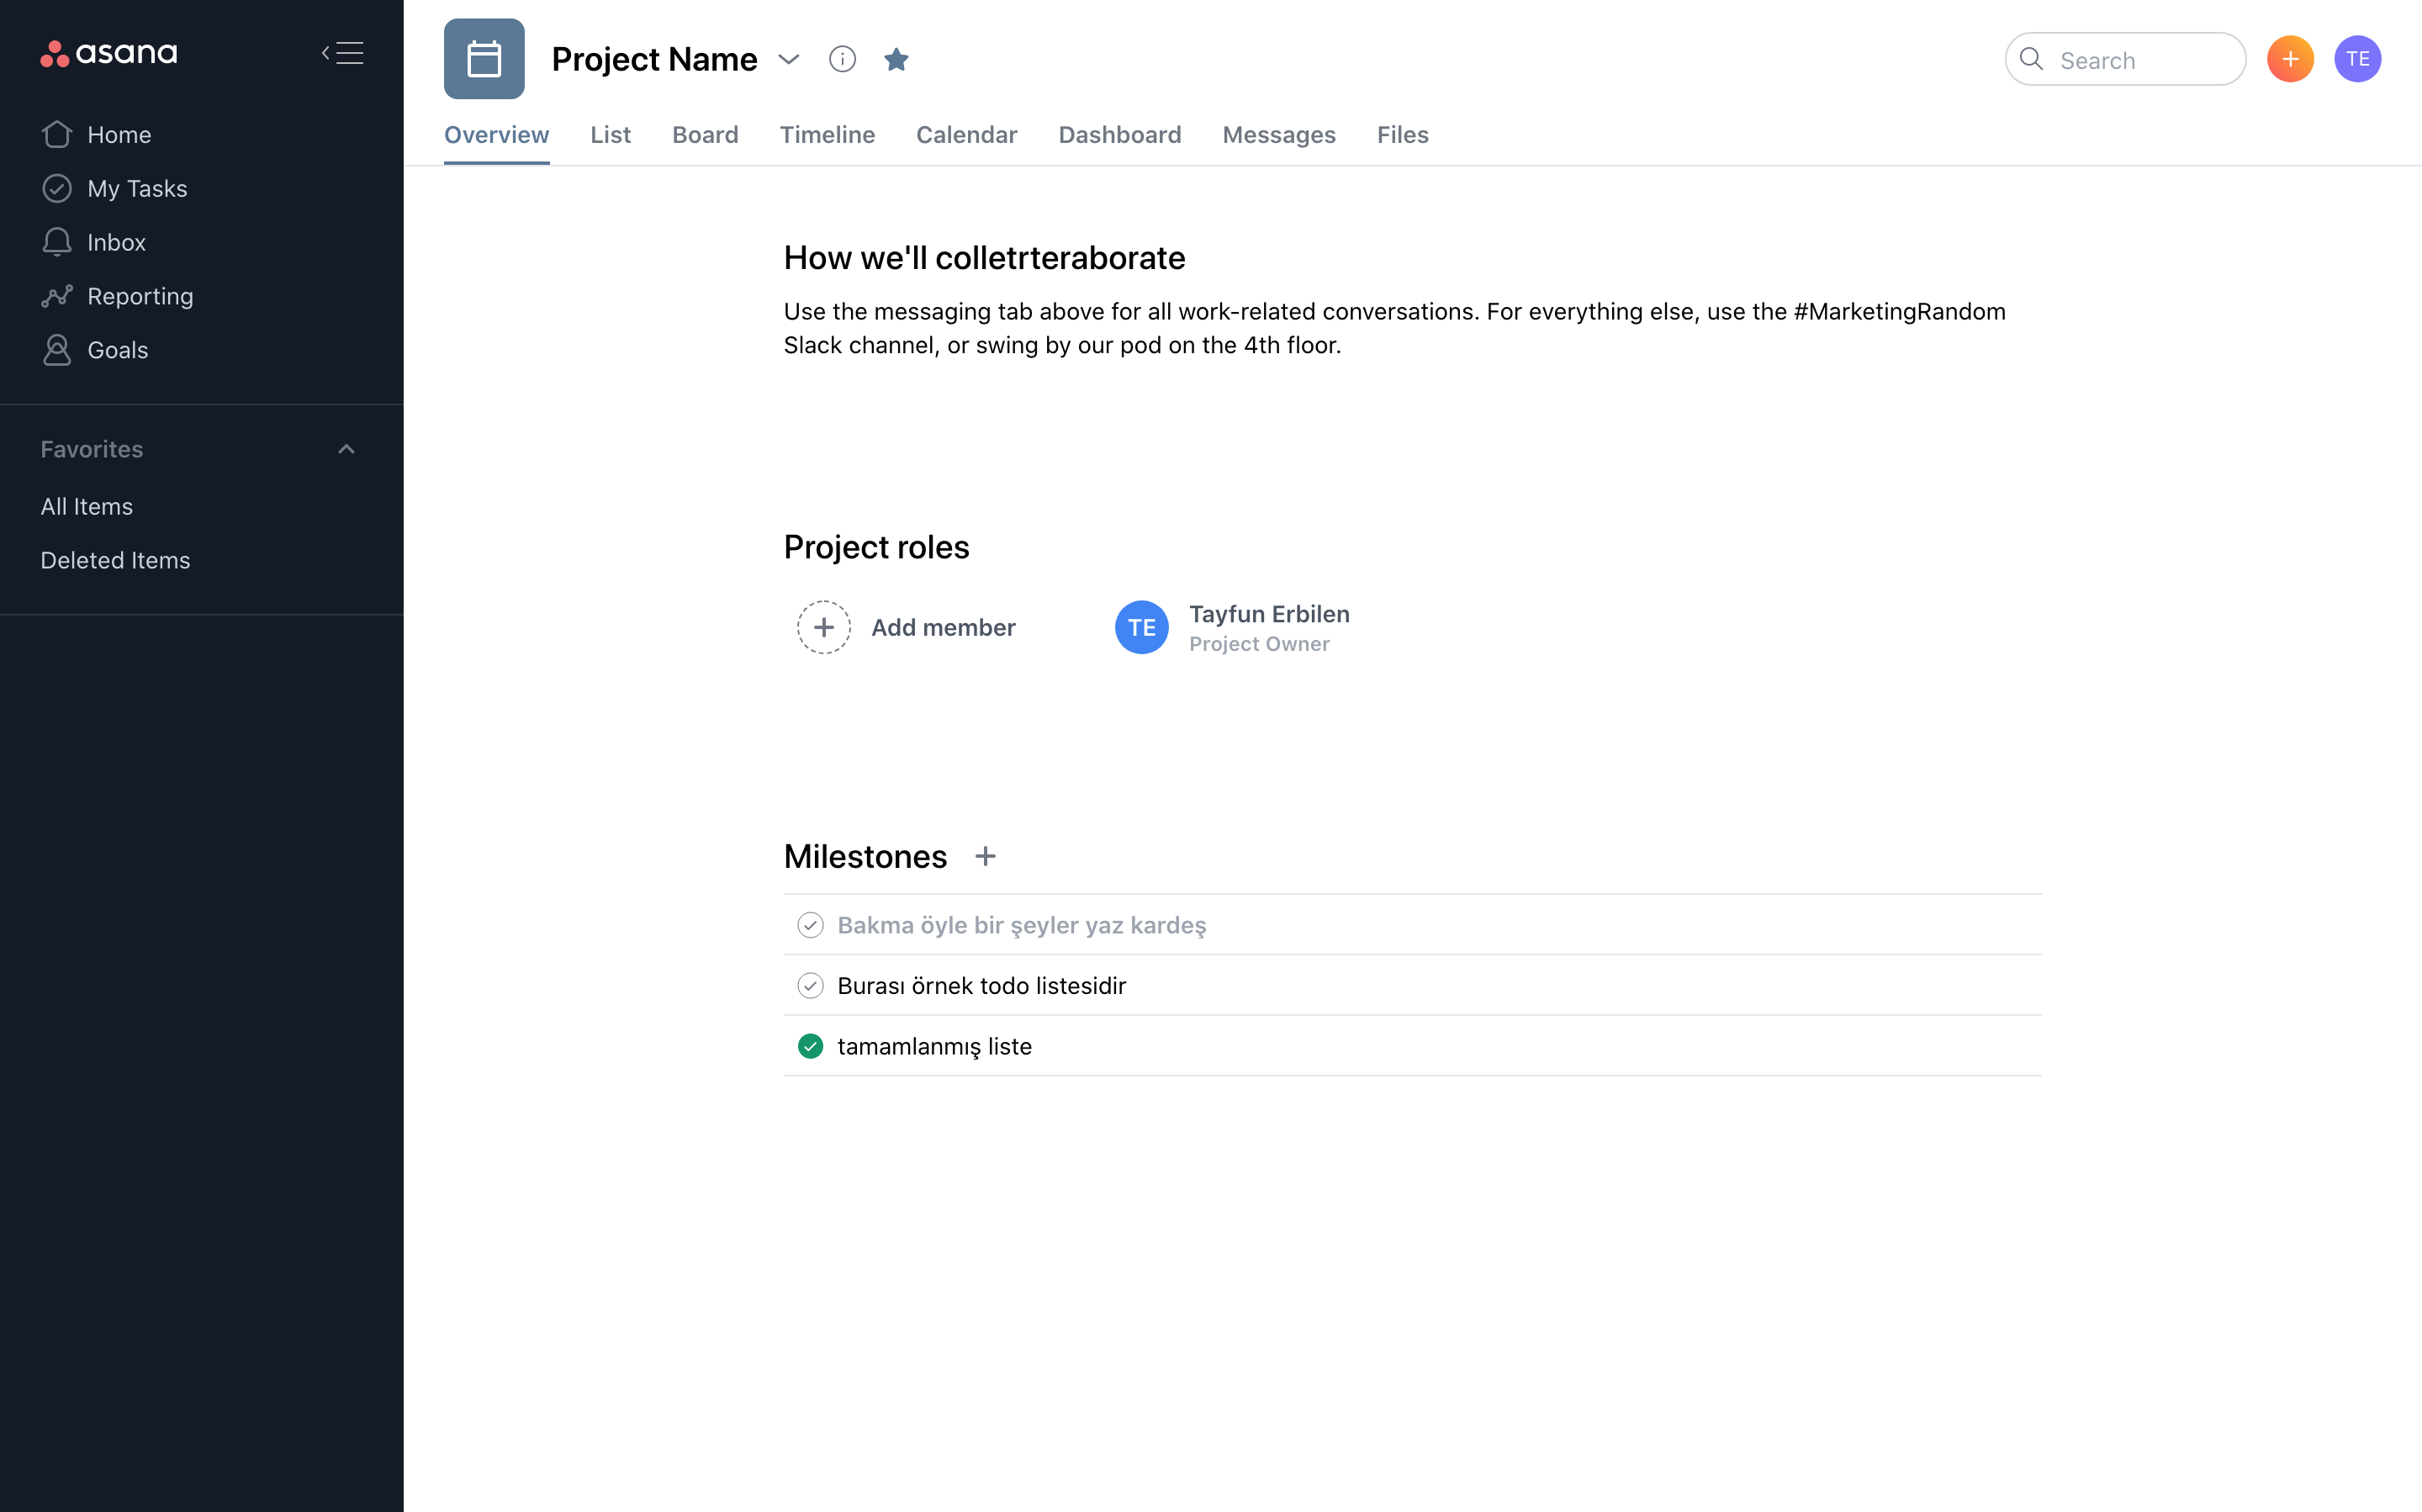 asana
Home
My Tasks
Inbox
Reporting
Goals
Favorites
All Items
Deleted Items
Project Name
Search
TE
Overview List Board Timeline Calendar Dashboard Messages Files
How we'll colletrteraborate
Use the messaging tab above for all work-related conversations. For everything else, use the #MarketingRandom
Slack channel, or swing by our pod on the 4th floor.
Project roles
Add member
TE
Tayfun Erbilen
Project Owner
Milestones
Bakma öyle bir şeyler yaz kardeş
Burası örnek todo listesidir
tamamlanmış liste